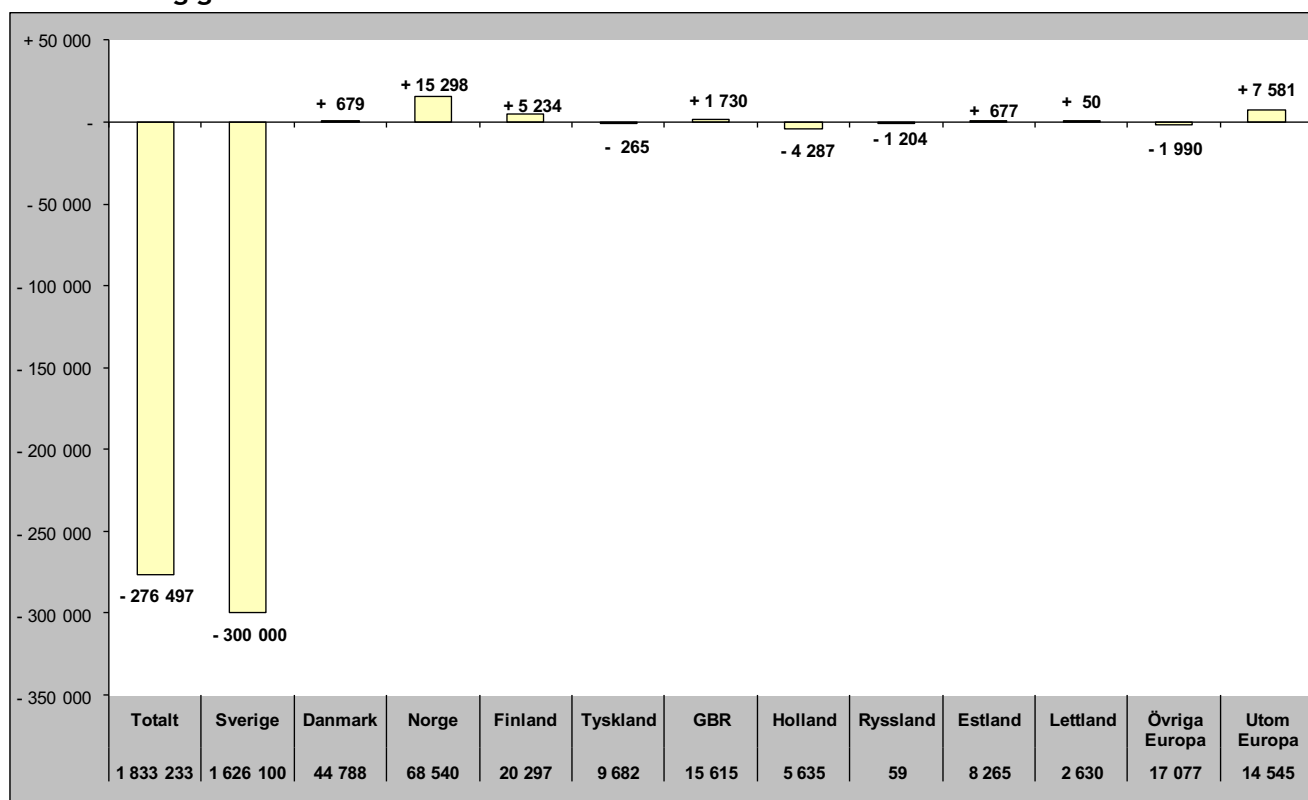 + 50 000
-
- 50 000
- 100 000
- 150 000
- 200 000
- 250 000
- 300 000
- 350 000
- 276 497
- 300 000
+ 679
+ 15 298
+ 5 234
- 265
+ 1 730
- 4 287
- 1 204
+ 677
+ 50
- 1 990
+ 7 581
Totalt Sverige Danmark Norge Finland Tyskland GBR Holland Ryssland Estland Lettland Övriga Utom
Europa Europa
1 833 233 1 626 100 44 788 68 540 20 297 9 682 15 615 5 635 59 8 265 2 630 17 077 14 545